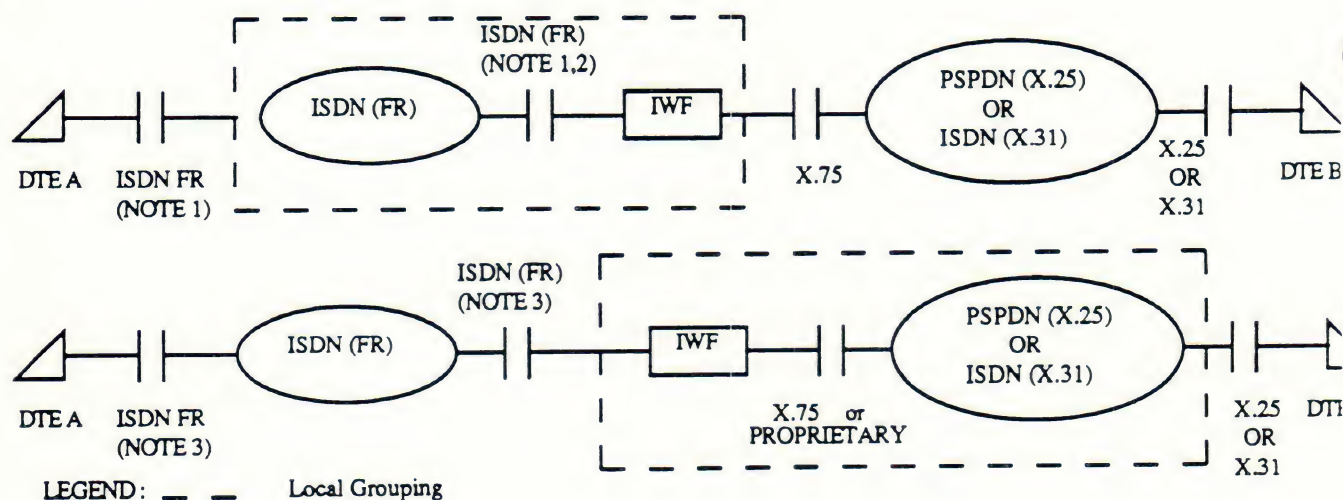 ISDN (FR)
(NOTE 1,2)
ISDN (FR)
IWF
PSPDN (X.25)
OR
ISDN (X.31)
DTE A
ISDN FR
(NOTE 1)
X.75
X.25
OR
X.31
DTE B
ISDN (FR)
(NOTE 3)
ISDN (FR)
IWF
PSPDN (X.25)
OR
ISDN (X.31)
DTE A
ISDN FR
(NOTE 3)
X.75 or
PROPRIETARY
X.25
OR
X.31
DTE
LEGEND: Local Grouping